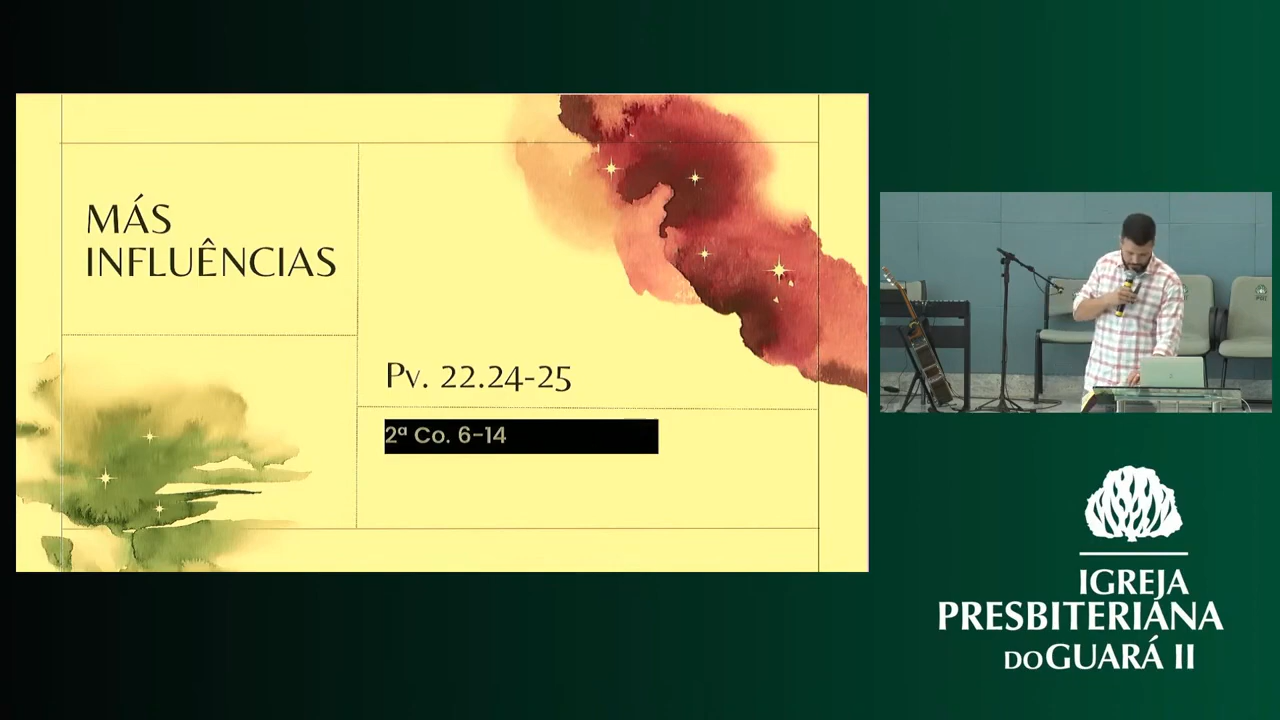 MÁS
INFLUÊNCIAS
Pv. 22.24-25
2ª Co. 6-14
IGREJA
PRESBITERIANA
DO GUARÁ II